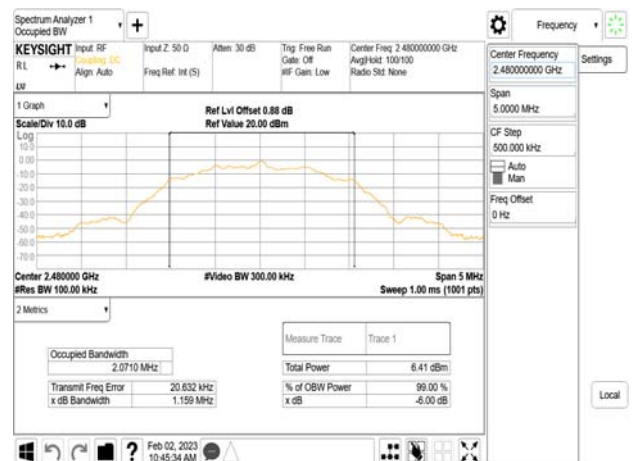 Spectrum Analyzer 1
Occupied BW
Frequency
KEYSIGHT
RL
Input: RF
Coupling: DC
Align: Auto
Input Z: 50 Ω
Freq Ref: Int (S)
Atten: 30 dB
Trig: Free Run
Gate: Off
#IF Gain: Low
Center Freq: 2.480000000 GHz
Avg|Hold: 100/100
Radio Std: None
Center Frequency
2.480000000 GHz
Settings
Span
5.0000 MHz
CF Step
500.000 kHz
Auto
Man
Freq Offset
0 Hz
1 Graph
Scale/Div 10.0 dB
Ref Lvl Offset 0.88 dB
Ref Value 20.00 dBm
Log
10.0
0.00
-10.0
-20.0
-30.0
-40.0
-50.0
-60.0
-70.0
Center 2.480000 GHz
#Video BW 300.00 kHz
Span 5 MHz
#Res BW 100.00 kHz
Sweep 1.00 ms (1001 pts)
2 Metrics
Measure Trace Trace 1
Occupied Bandwidth
2.0710 MHz
Total Power 6.41 dBm
Transmit Freq Error 20.632 kHz
% of OBW Power 99.00 %
x dB Bandwidth 1.159 MHz
x dB -6.00 dB
Local
Feb 02, 2023
10:45:34 AM